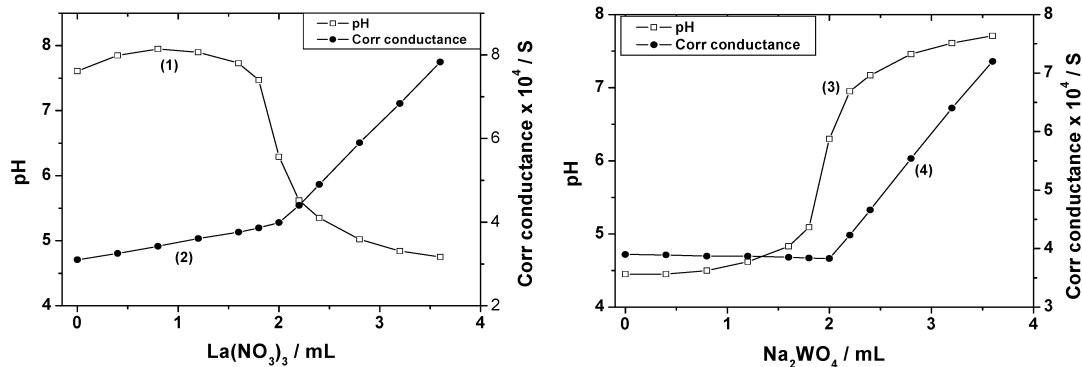 pH
Corr conductance
8
7
6
5
4
pH
(1)
(2)
8
6
4
2
Corr conductance x 10⁴ / S
0 1 2 3 4
La(NO₃)₃ / mL
pH
Corr conductance
8
7
6
5
4
pH
(3)
(4)
8
7
6
5
4
3
Corr conductance x 10⁴ / S
0 1 2 3 4
Na₂WO₄ / mL